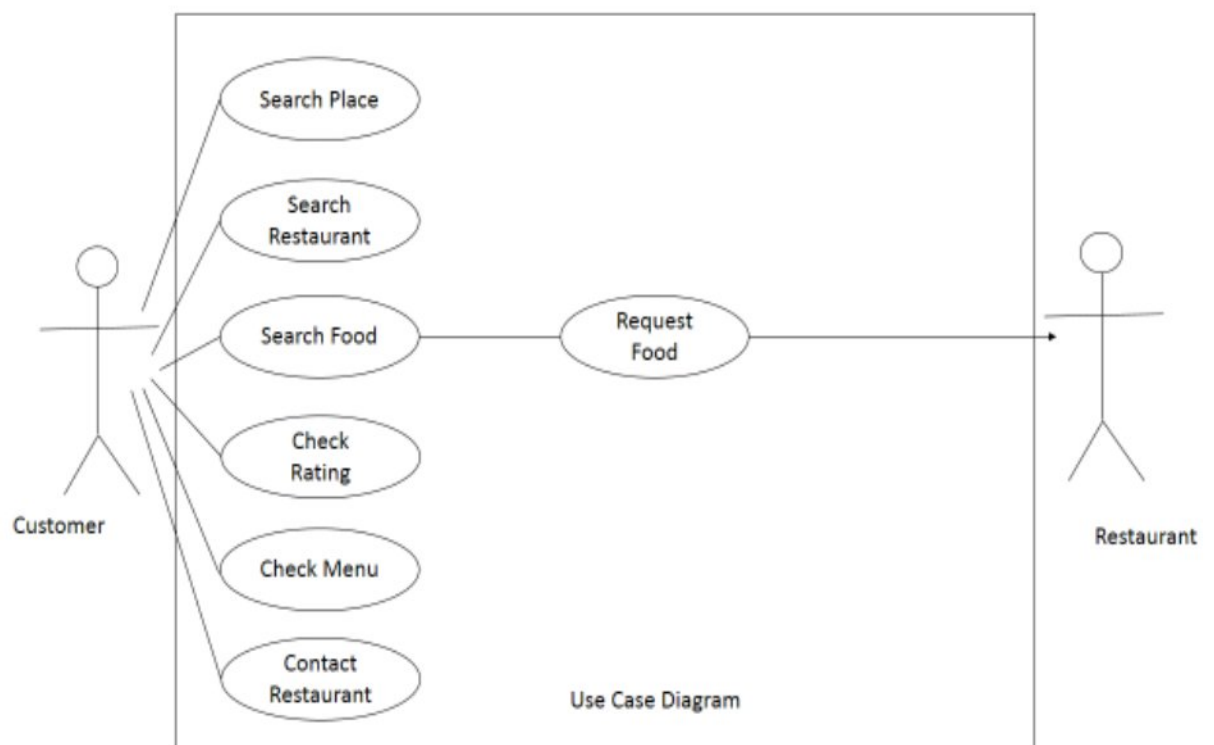 Search Place
Search
Restaurant
Search Food
Request
Food
Check
Rating
Customer
Restaurant
Check Menu
Contact
Restaurant
Use Case Diagram